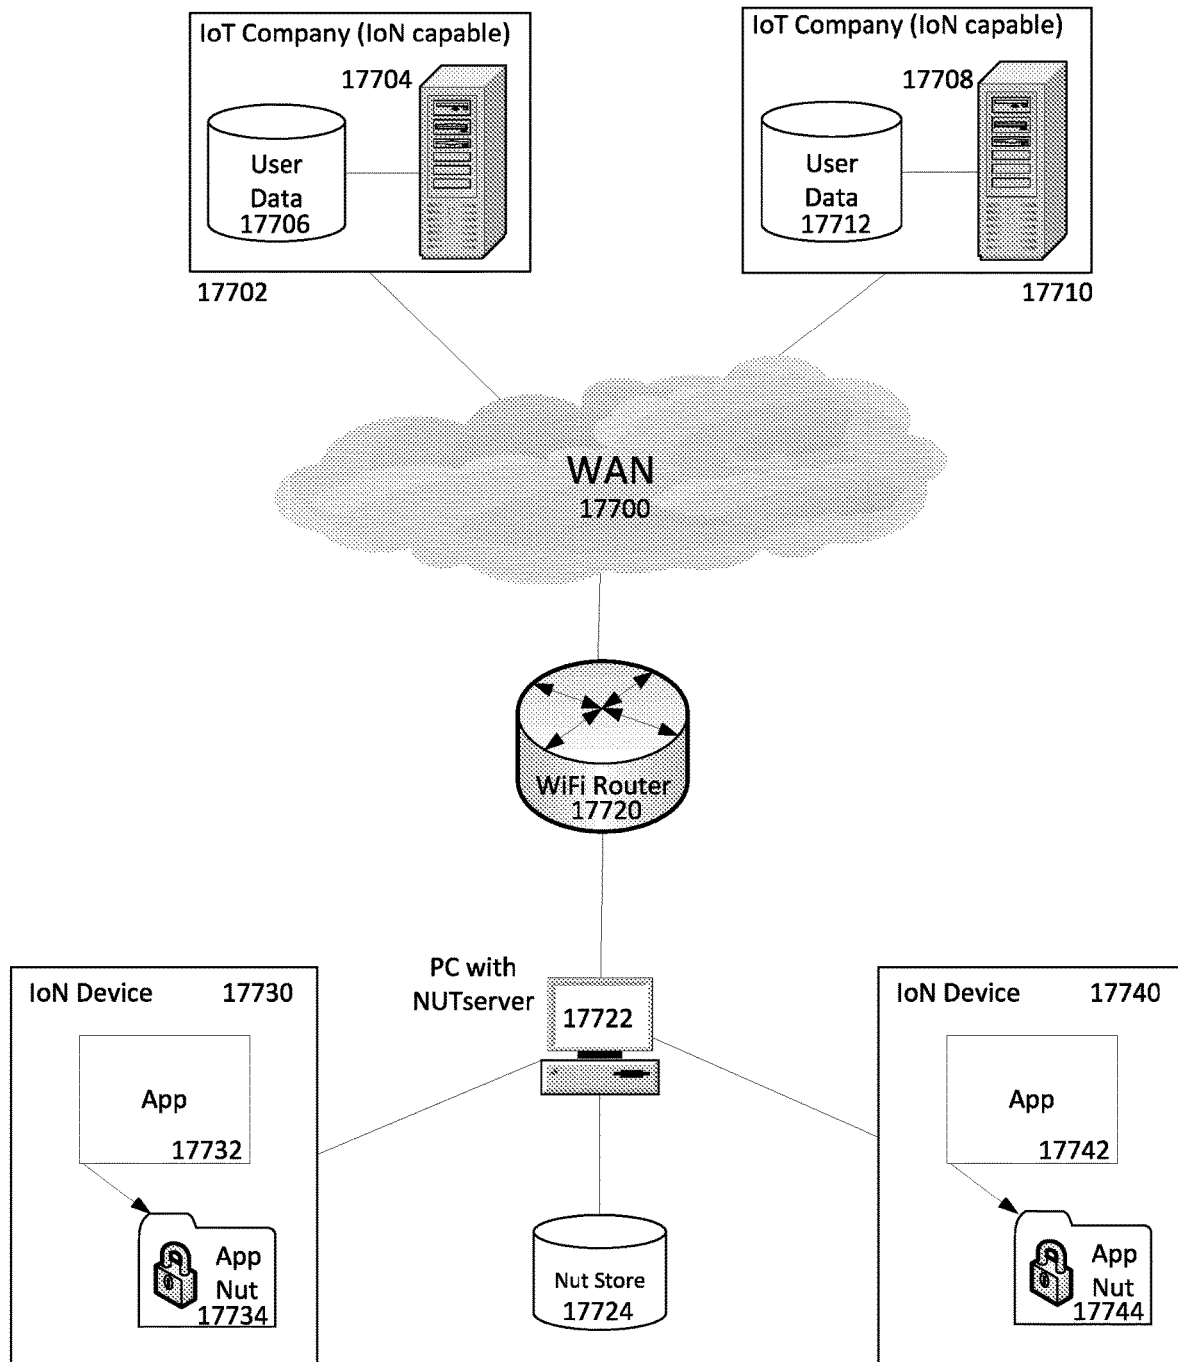 IoT Company (IoN capable)
17704
User
Data
17706
17702
IoT Company (IoN capable)
17708
User
Data
17712
17710
WAN
17700
WiFi Router
17720
PC with
NUTserver
17722
IoN Device 17730
App
17732
App
Nut
17734
Nut Store
17724
IoN Device 17740
App
17742
App
Nut
17744